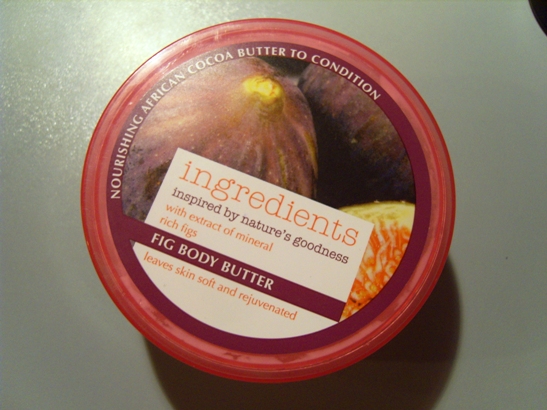 NOURISHING AFRICAN COCOA BUTTER TO CONDITION
ingredients
inspired by nature's goodness
with extract of mineral
rich figs
FIG BODY BUTTER
leaves skin soft and rejuvenated